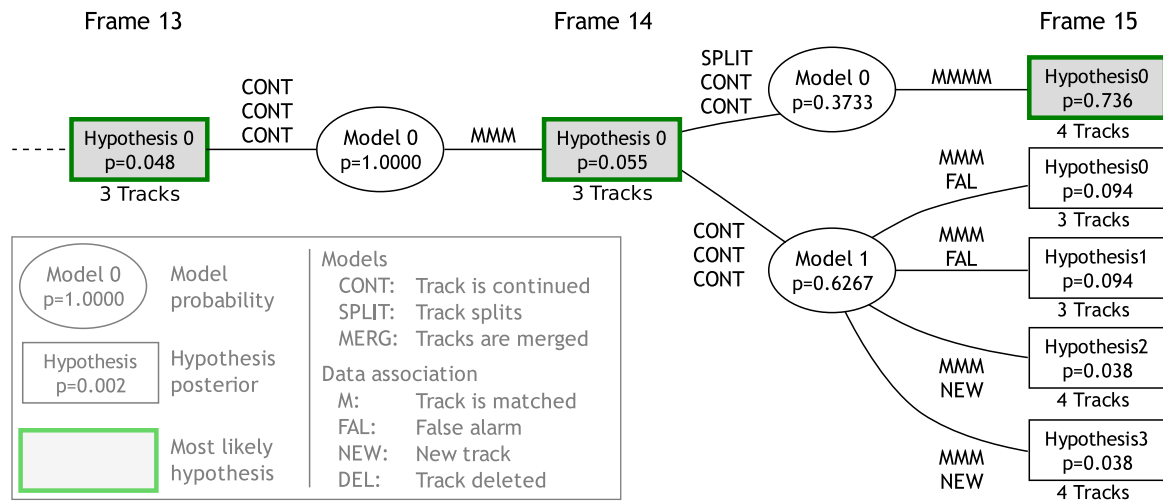 Frame 13
Frame 14
Frame 15
CONT
CONT
CONT
Hypothesis 0
p=0.048
3 Tracks
Model 0
p=1.0000
MMM
Hypothesis 0
p=0.055
3 Tracks
SPLIT
CONT
CONT
Model 0
p=0.3733
MMMM
Hypothesis0
p=0.736
4 Tracks
CONT
CONT
CONT
Model 1
p=0.6267
MMM
FAL
Hypothesis0
p=0.094
3 Tracks
MMM
FAL
Hypothesis1
p=0.094
3 Tracks
MMM
NEW
Hypothesis2
p=0.038
4 Tracks
MMM
NEW
Hypothesis3
p=0.038
4 Tracks
Model 0
p=1.0000
Model
probability
Hypothesis
p=0.002
Hypothesis
posterior
Most likely
hypothesis
Models
CONT: Track is continued
SPLIT: Track splits
MERG: Tracks are merged
Data association
M: Track is matched
FAL: False alarm
NEW: New track
DEL: Track deleted